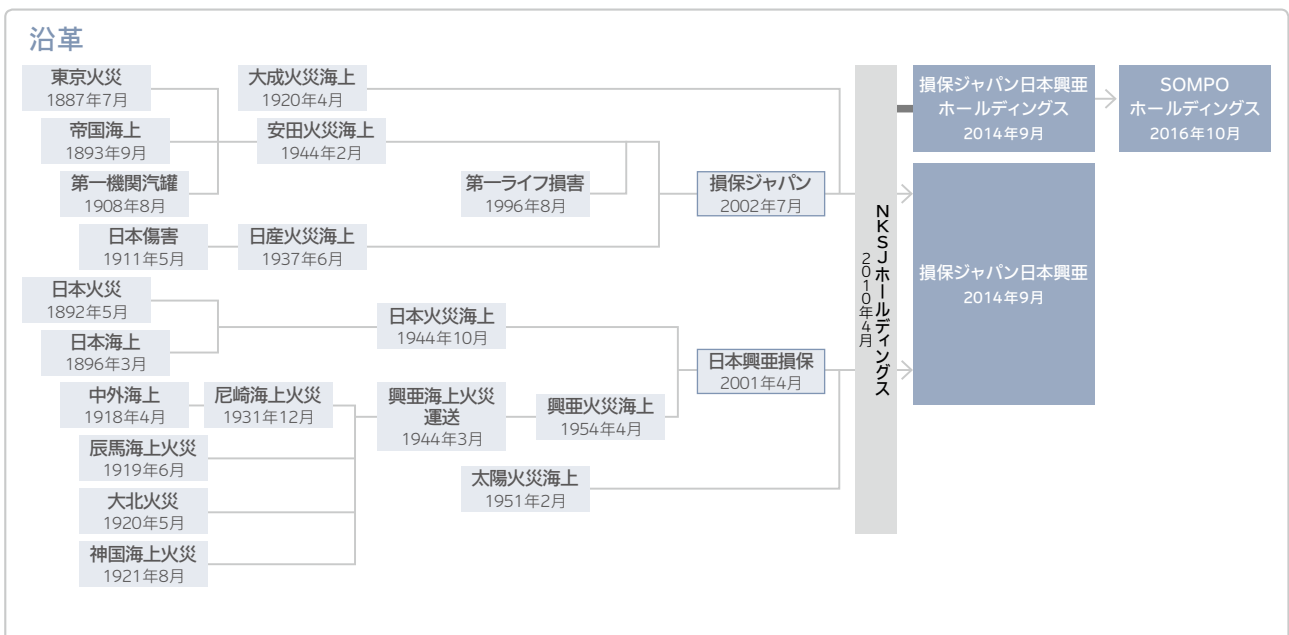 沿革
東京火災
1887年7月
大成火災海上
1920年4月
帝国海上
1893年9月
安田火災海上
1944年2月
第一機関汽罐
1908年8月
第一ライフ損害
1996年8月
日本傷害
1911年5月
日産火災海上
1937年6月
損保ジャパン
2002年7月
日本火災
1892年5月
日本海上
1896年3月
日本火災海上
1944年10月
中外海上
1918年4月
尼崎海上火災
1931年12月
興亜海上火災
運送
1944年3月
興亜火災海上
1954年4月
日本興亜損保
2001年4月
辰馬海上火災
1919年6月
大北火災
1920年5月
神国海上火災
1921年8月
太陽火災海上
1951年2月
NKSJホールディングス
2010年4月
損保ジャパン日本興亜
ホールディングス
2014年9月
SOMPO
ホールディングス
2016年10月
損保ジャパン日本興亜
2014年9月